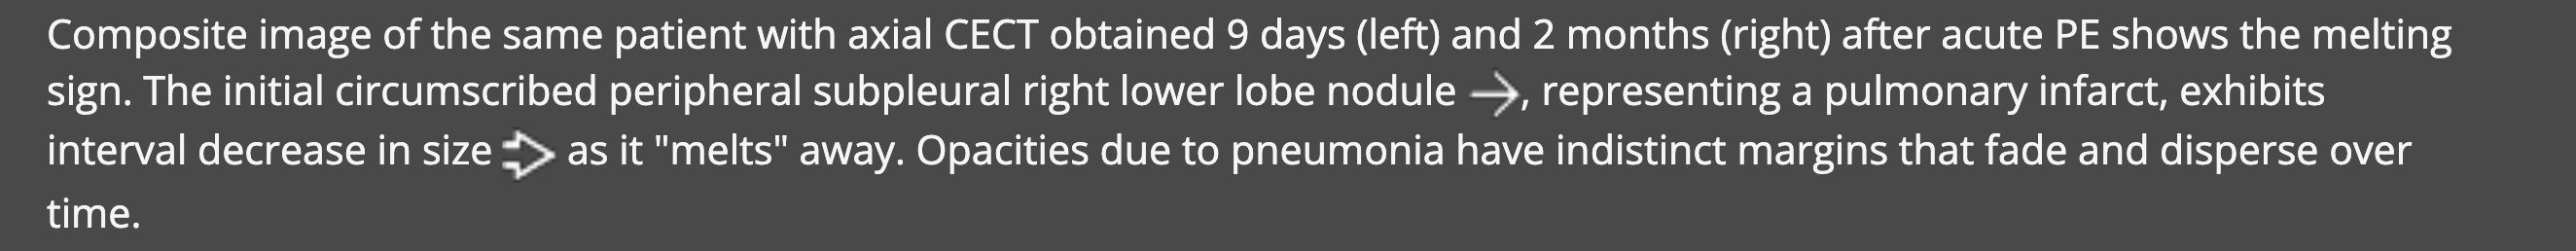 Composite image of the same patient with axial CECT obtained 9 days (left) and 2 months (right) after acute PE shows the melting
sign. The initial circumscribed peripheral subpleural right lower lobe nodule →, representing a pulmonary infarct, exhibits
interval decrease in size ⇨ as it "melts" away. Opacities due to pneumonia have indistinct margins that fade and disperse over
time.